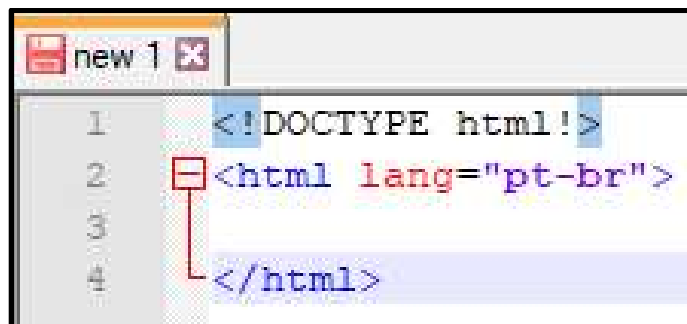 new 1
1 <!DOCTYPE html!>
2 <html lang="pt-br">
3
4 </html>